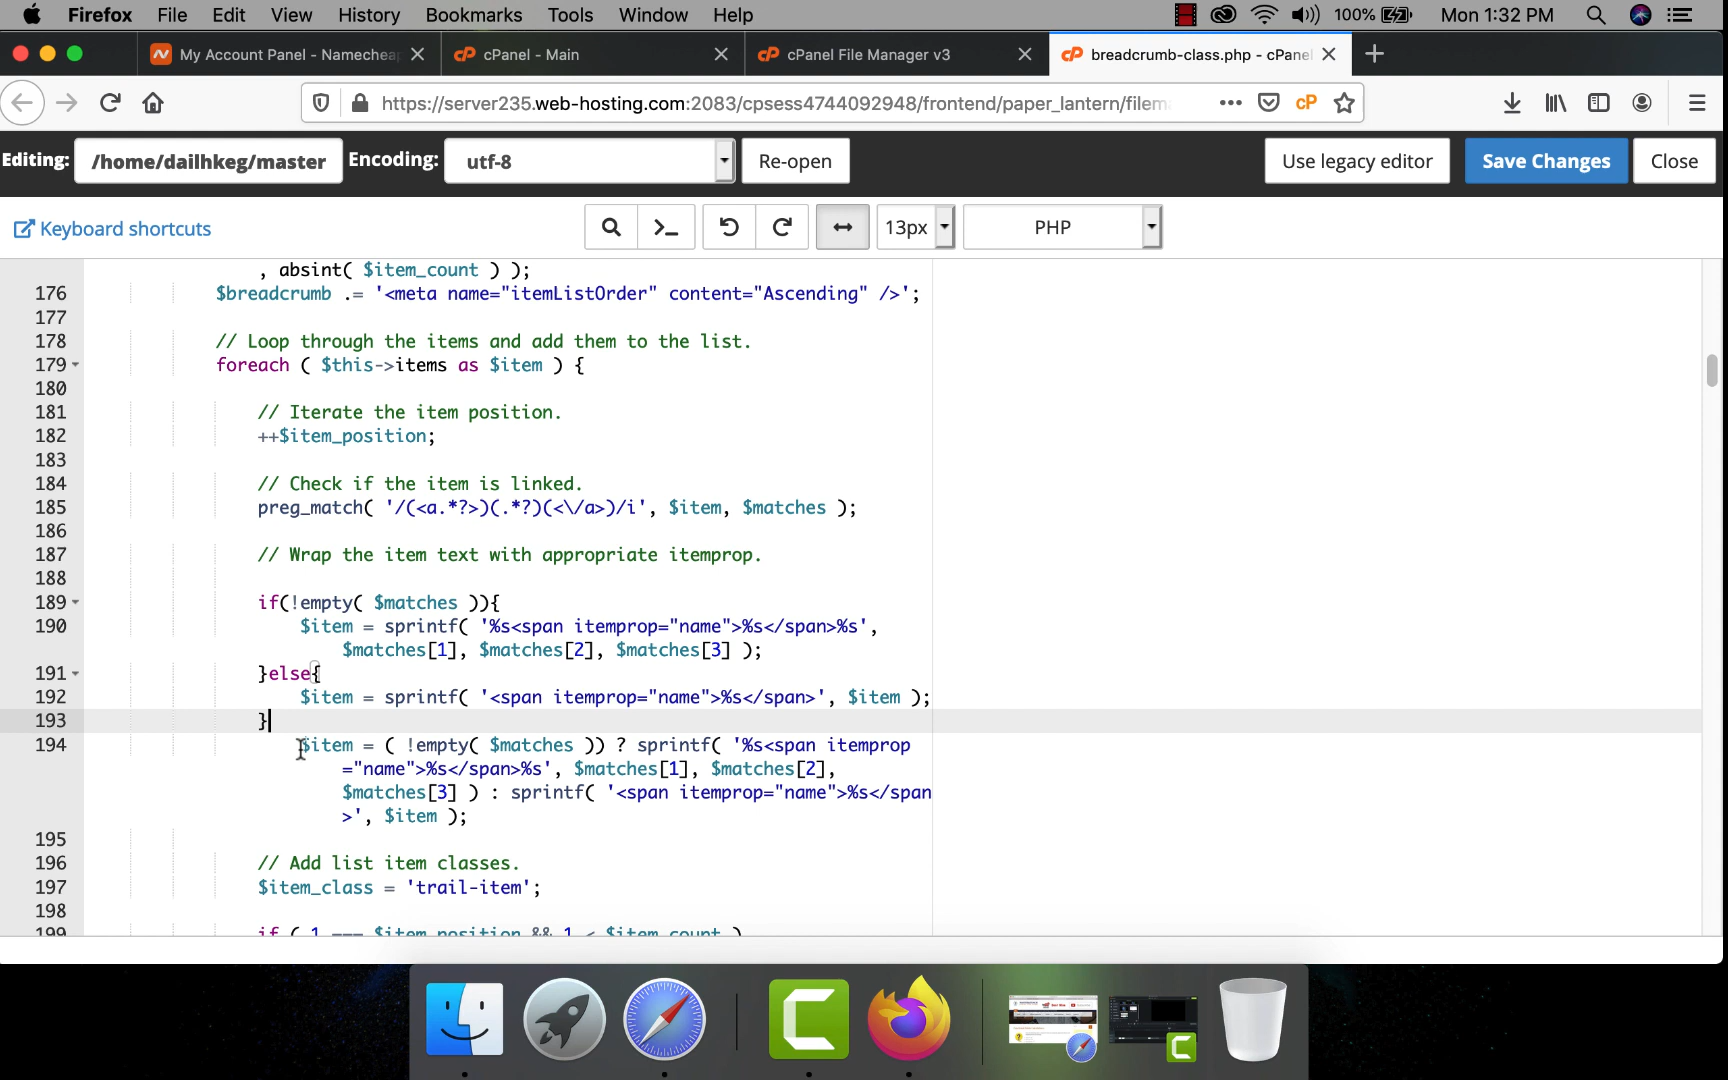 Firefox File Edit View History Bookmarks Tools Window Help 100% Mon 1:32 PM
My Account Panel - Namecheap
cPanel - Main
cPanel File Manager v3
breadcrumb-class.php - cPanel
https://server235.web-hosting.com:2083/cpsess4744092948/frontend/paper_lantern/filem
Editing: /home/dailhkeg/master Encoding: utf-8 Re-open Use legacy editor Save Changes Close
Keyboard shortcuts 13px PHP
, absint( $item_count ) );
176 $breadcrumb .= '<meta name="itemListOrder" content="Ascending" />';
177
178 // Loop through the items and add them to the list.
179 foreach ( $this->items as $item ) {
180
181 // Iterate the item position.
182 ++$item_position;
183
184 // Check if the item is linked.
185 preg_match( '/(<a.*?>)(.*?)(<\/a>)/i', $item, $matches );
186
187 // Wrap the item text with appropriate itemprop.
188
189 if(!empty( $matches )){
190 $item = sprintf( '%s<span itemprop="name">%s</span>%s',
$matches[1], $matches[2], $matches[3] );
191 }else{
192 $item = sprintf( '<span itemprop="name">%s</span>', $item );
193 }
194 $item = ( !empty( $matches )) ? sprintf( '%s<span itemprop
="name">%s</span>%s', $matches[1], $matches[2],
$matches[3] ) : sprintf( '<span itemprop="name">%s</span
>', $item );
195
196 // Add list item classes.
197 $item_class = 'trail-item';
198
199 if ( 1 === $item_position && 1 < $item_count )